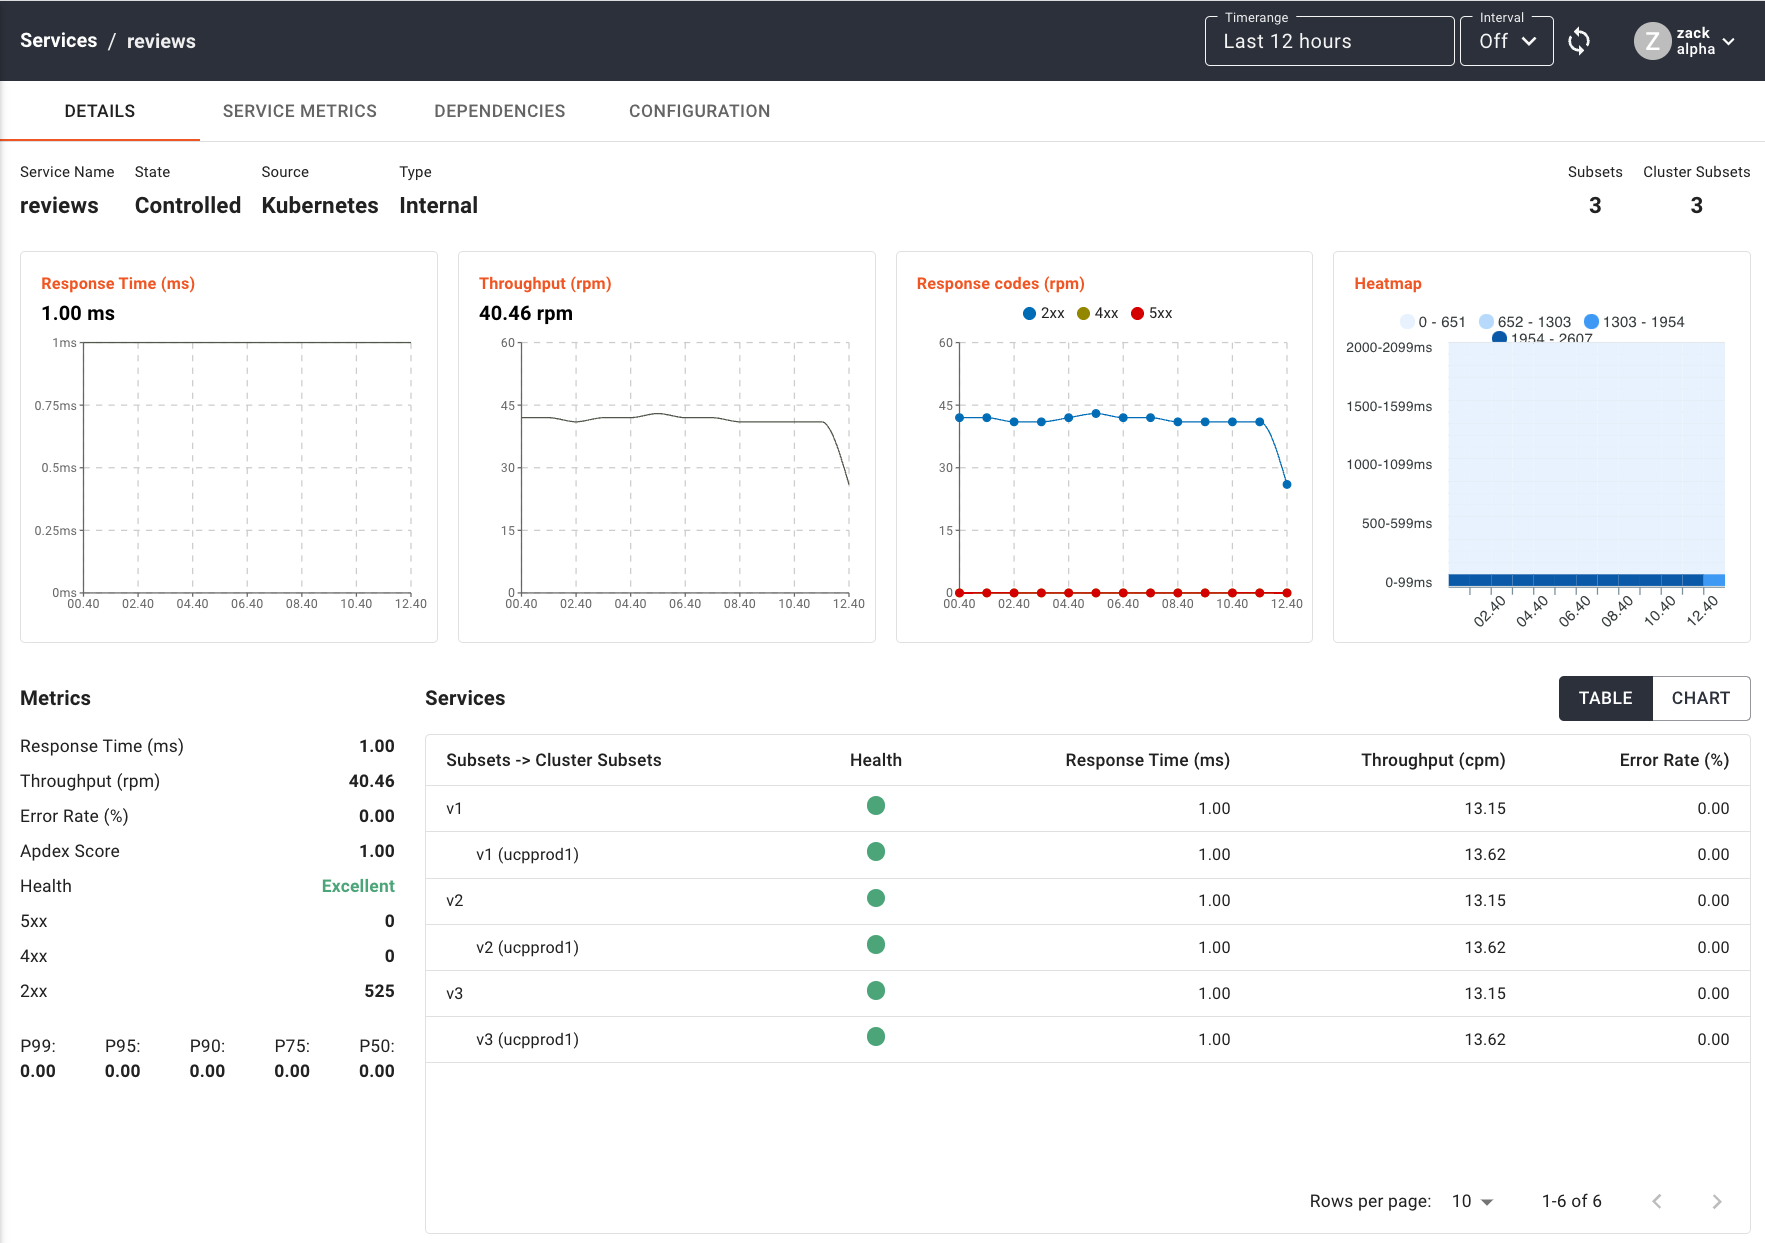 Services / reviews
Timerange
Last 12 hours
Interval
Off
Z
zack
alpha
DETAILS SERVICE METRICS DEPENDENCIES CONFIGURATION
Service Name State Source Type Subsets Cluster Subsets
reviews Controlled Kubernetes Internal 3 3
Response Time (ms)
1.00 ms
1ms
0.75ms
0.5ms
0.25ms
0ms
00.40 02.40 04.40 06.40 08.40 10.40 12.40
Throughput (rpm)
40.46 rpm
60
45
30
15
0
00.40 02.40 04.40 06.40 08.40 10.40 12.40
Response codes (rpm)
2xx 4xx 5xx
60
45
30
15
0
00.40 02.40 04.40 06.40 08.40 10.40 12.40
Heatmap
0 - 651 652 - 1303 1303 - 1954
1954 - 2607
2000-2099ms
1500-1599ms
1000-1099ms
500-599ms
0-99ms
02.40 04.40 06.40 08.40 10.40 12.40
Metrics
Response Time (ms) 1.00
Throughput (rpm) 40.46
Error Rate (%) 0.00
Apdex Score 1.00
Health Excellent
5xx 0
4xx 0
2xx 525
P99: P95: P90: P75: P50:
0.00 0.00 0.00 0.00 0.00
Services
TABLE CHART
Subsets -> Cluster Subsets Health Response Time (ms) Throughput (cpm) Error Rate (%)
v1 1.00 13.15 0.00
v1 (ucpprod1) 1.00 13.62 0.00
v2 1.00 13.15 0.00
v2 (ucpprod1) 1.00 13.62 0.00
v3 1.00 13.15 0.00
v3 (ucpprod1) 1.00 13.62 0.00
Rows per page: 10 1-6 of 6